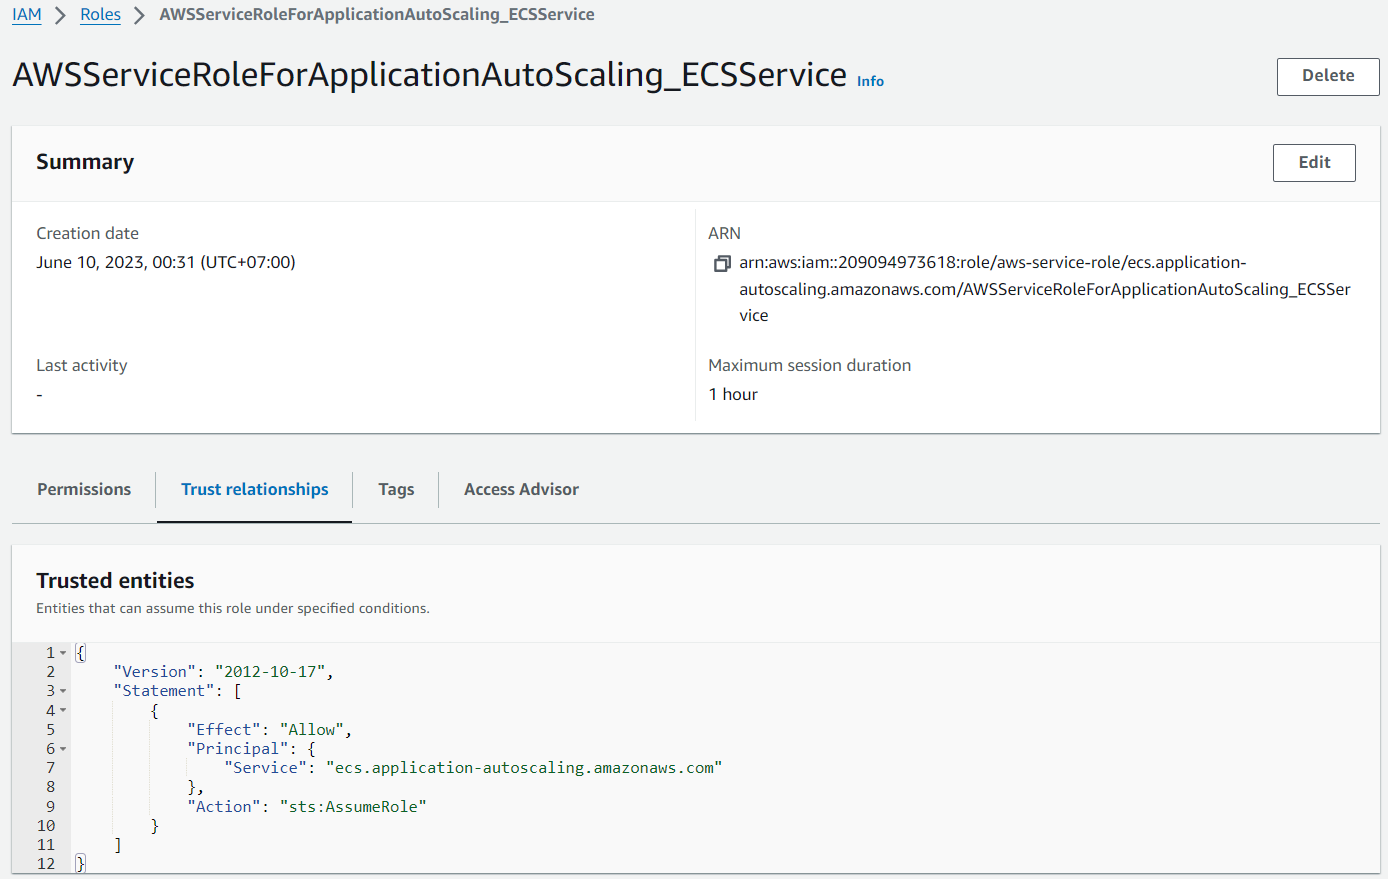 IAM > Roles > AWSServiceRoleForApplicationAutoScaling_ECSService
AWSServiceRoleForApplicationAutoScaling_ECSService Info
Delete
Summary
Edit
Creation date
June 10, 2023, 00:31 (UTC+07:00)
ARN
arn:aws:iam::209094973618:role/aws-service-role/ecs.application-
autoscaling.amazonaws.com/AWSServiceRoleForApplicationAutoScaling_ECSSer
vice
Last activity
-
Maximum session duration
1 hour
Permissions
Trust relationships
Tags
Access Advisor
Trusted entities
Entities that can assume this role under specified conditions.
1 {
2     "Version": "2012-10-17",
3     "Statement": [
4         {
5             "Effect": "Allow",
6             "Principal": {
7                 "Service": "ecs.application-autoscaling.amazonaws.com"
8             },
9             "Action": "sts:AssumeRole"
10         }
11     ]
12 }